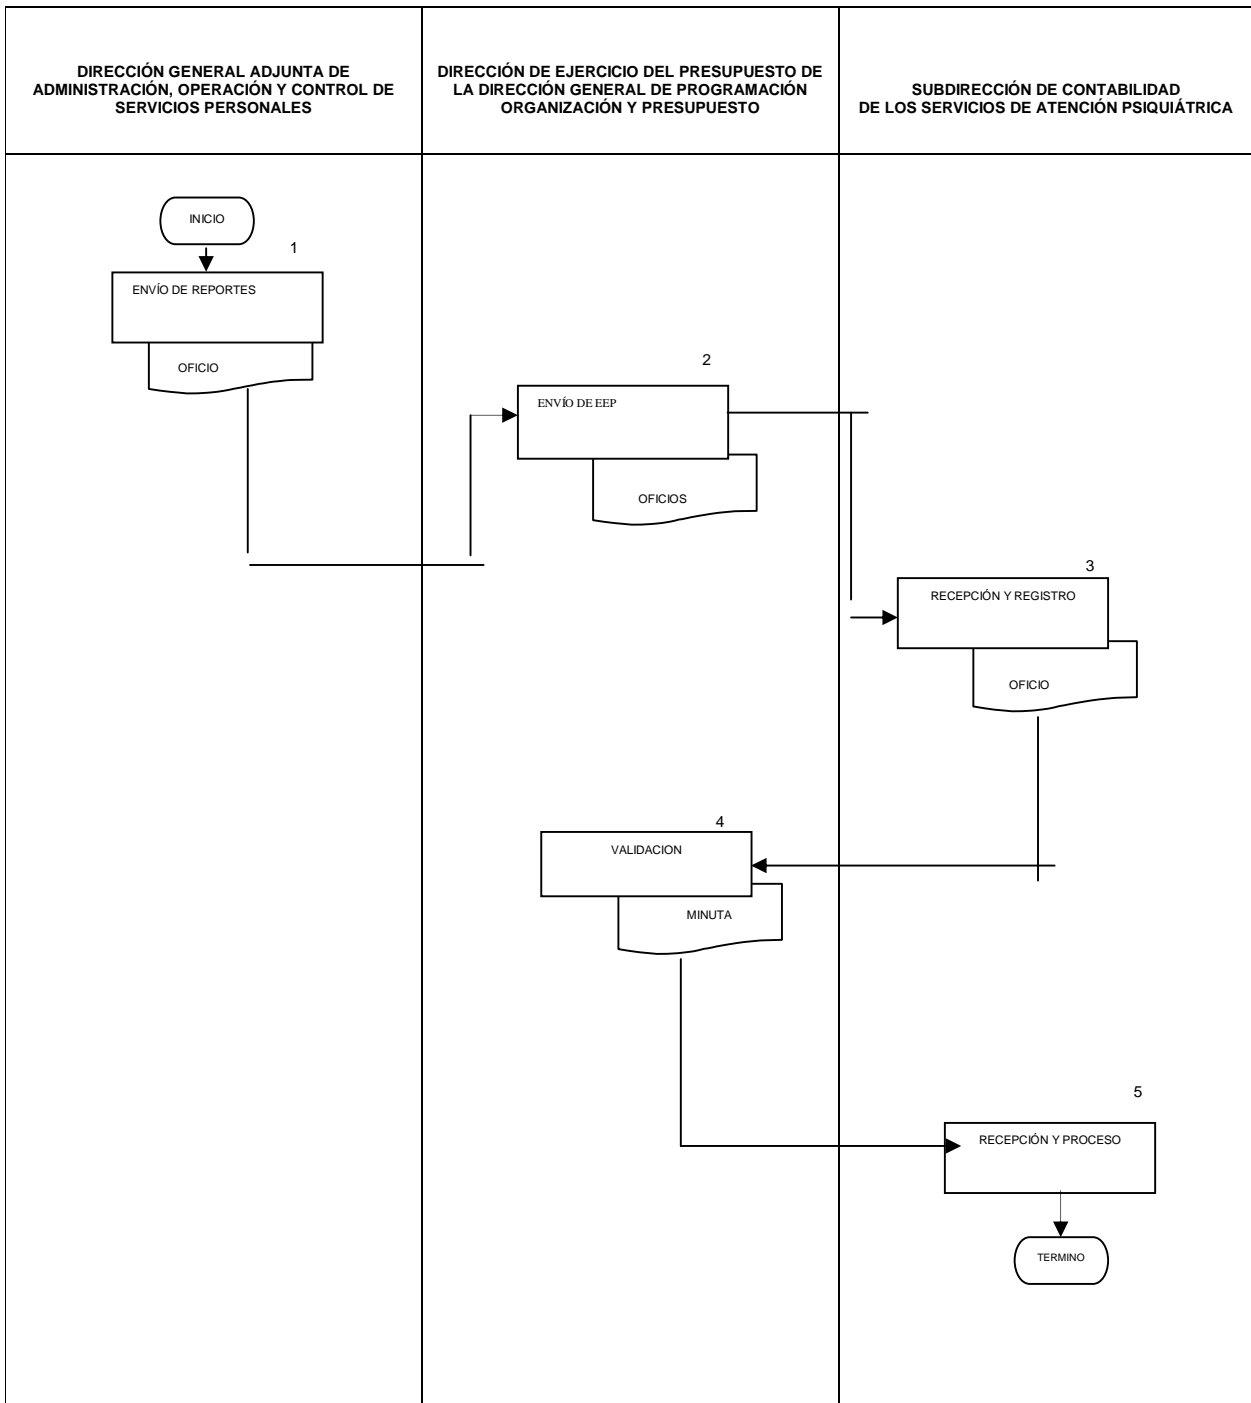 DIRECCIÓN GENERAL ADJUNTA DE
ADMINISTRACIÓN, OPERACIÓN Y CONTROL DE
SERVICIOS PERSONALES
DIRECCIÓN DE EJERCICIO DEL PRESUPUESTO DE
LA DIRECCIÓN GENERAL DE PROGRAMACIÓN
ORGANIZACIÓN Y PRESUPUESTO
SUBDIRECCIÓN DE CONTABILIDAD
DE LOS SERVICIOS DE ATENCIÓN PSIQUIÁTRICA
INICIO
1
ENVÍO DE REPORTES
OFICIO
2
ENVÍO DE EEP
OFICIOS
3
RECEPCIÓN Y REGISTRO
OFICIO
4
VALIDACION
MINUTA
5
RECEPCIÓN Y PROCESO
TERMINO